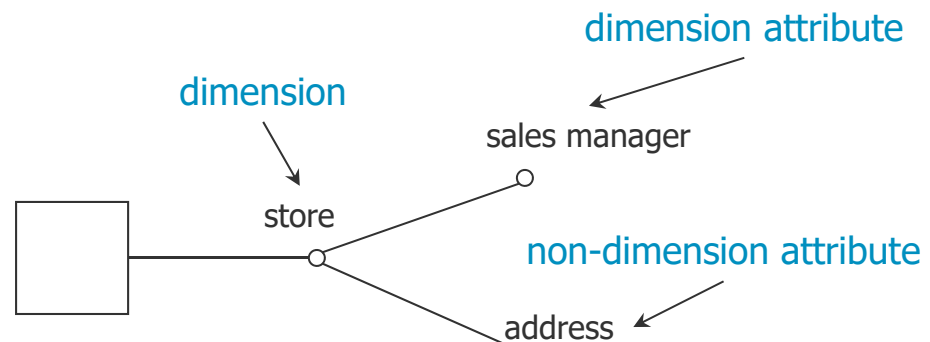 dimension attribute
dimension
sales manager
store
non-dimension attribute
address